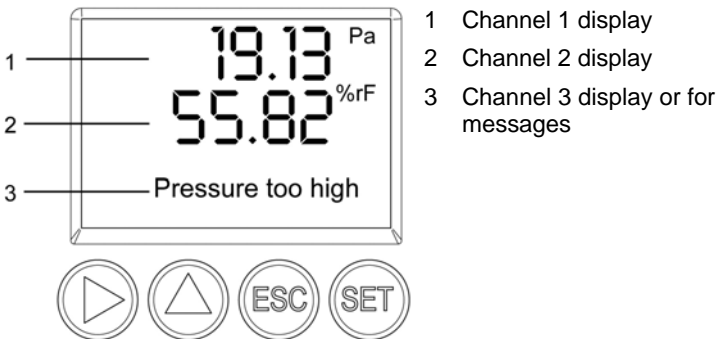 19.13 Pa
55.82 %rF
Pressure too high
1
2
3
ESC SET
1 Channel 1 display
2 Channel 2 display
3 Channel 3 display or for
messages